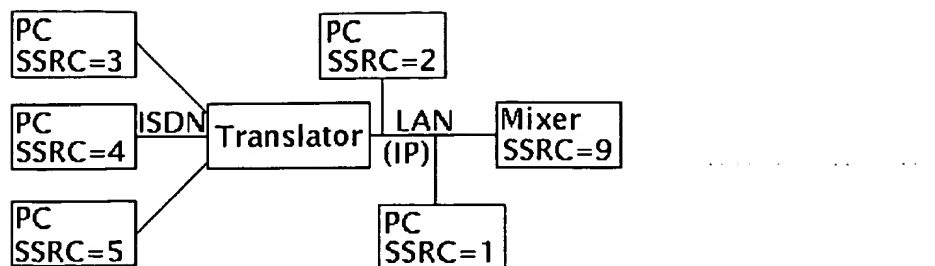 PC
SSRC=3
PC
SSRC=2
PC
SSRC=4
ISDN
Translator
LAN
(IP)
Mixer
SSRC=9
PC
SSRC=5
PC
SSRC=1